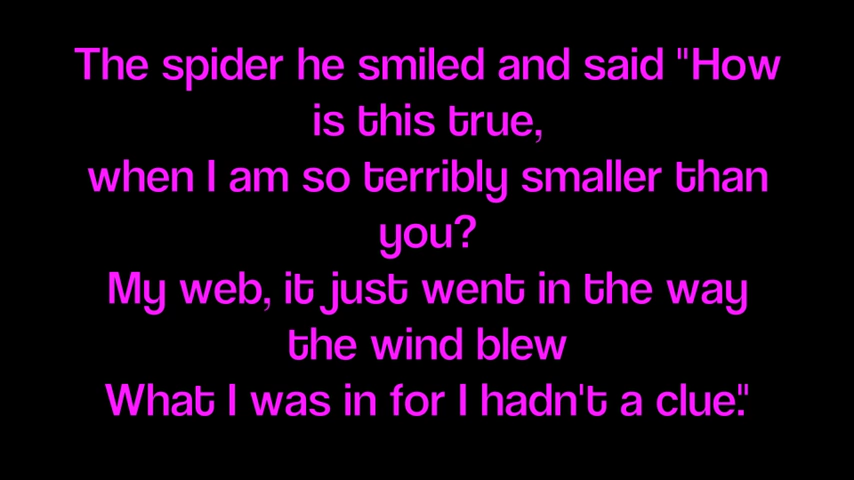 The spider he smiled and said "How
is this true,
when I am so terribly smaller than
you?
My web, it just went in the way
the wind blew
What I was in for I hadn't a clue."